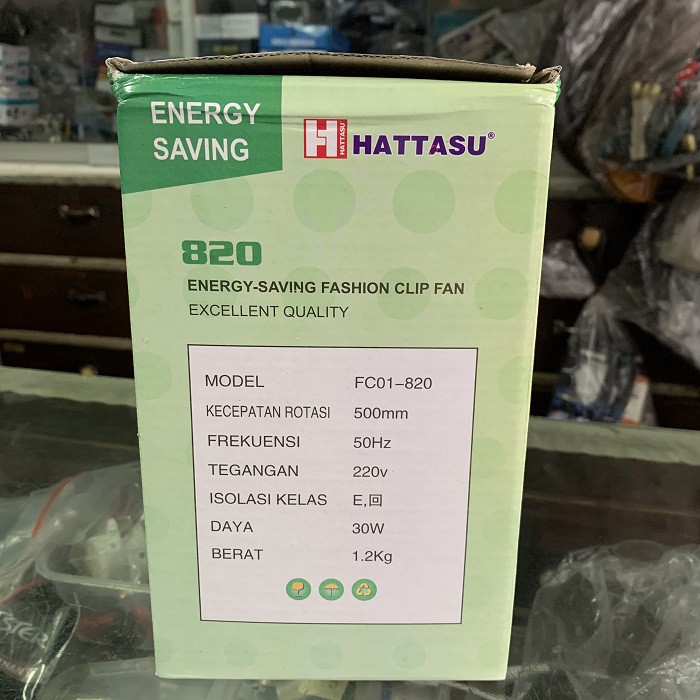 ENERGY
SAVING
HATTASU
HATTASU®
820
ENERGY-SAVING FASHION CLIP FAN
EXCELLENT QUALITY
MODEL FC01-820
KECEPATAN ROTASI 500mm
FREKUENSI 50Hz
TEGANGAN 220v
ISOLASI KELAS E,回
DAYA 30W
BERAT 1.2Kg